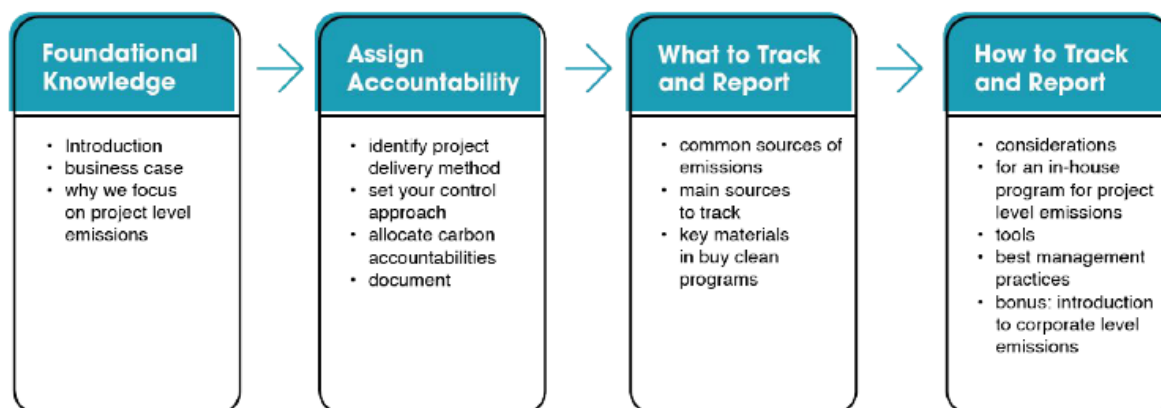 Foundational
Knowledge
• Introduction
• business case
• why we focus
on project level
emissions
Assign
Accountability
• identify project
delivery method
• set your control
approach
• allocate carbon
accountabilities
• document
What to Track
and Report
• common sources of
emissions
• main sources
to track
• key materials
in buy clean
programs
How to Track
and Report
• considerations
• for an in-house
program for project
level emissions
• tools
• best management
practices
• bonus: introduction
to corporate level
emissions